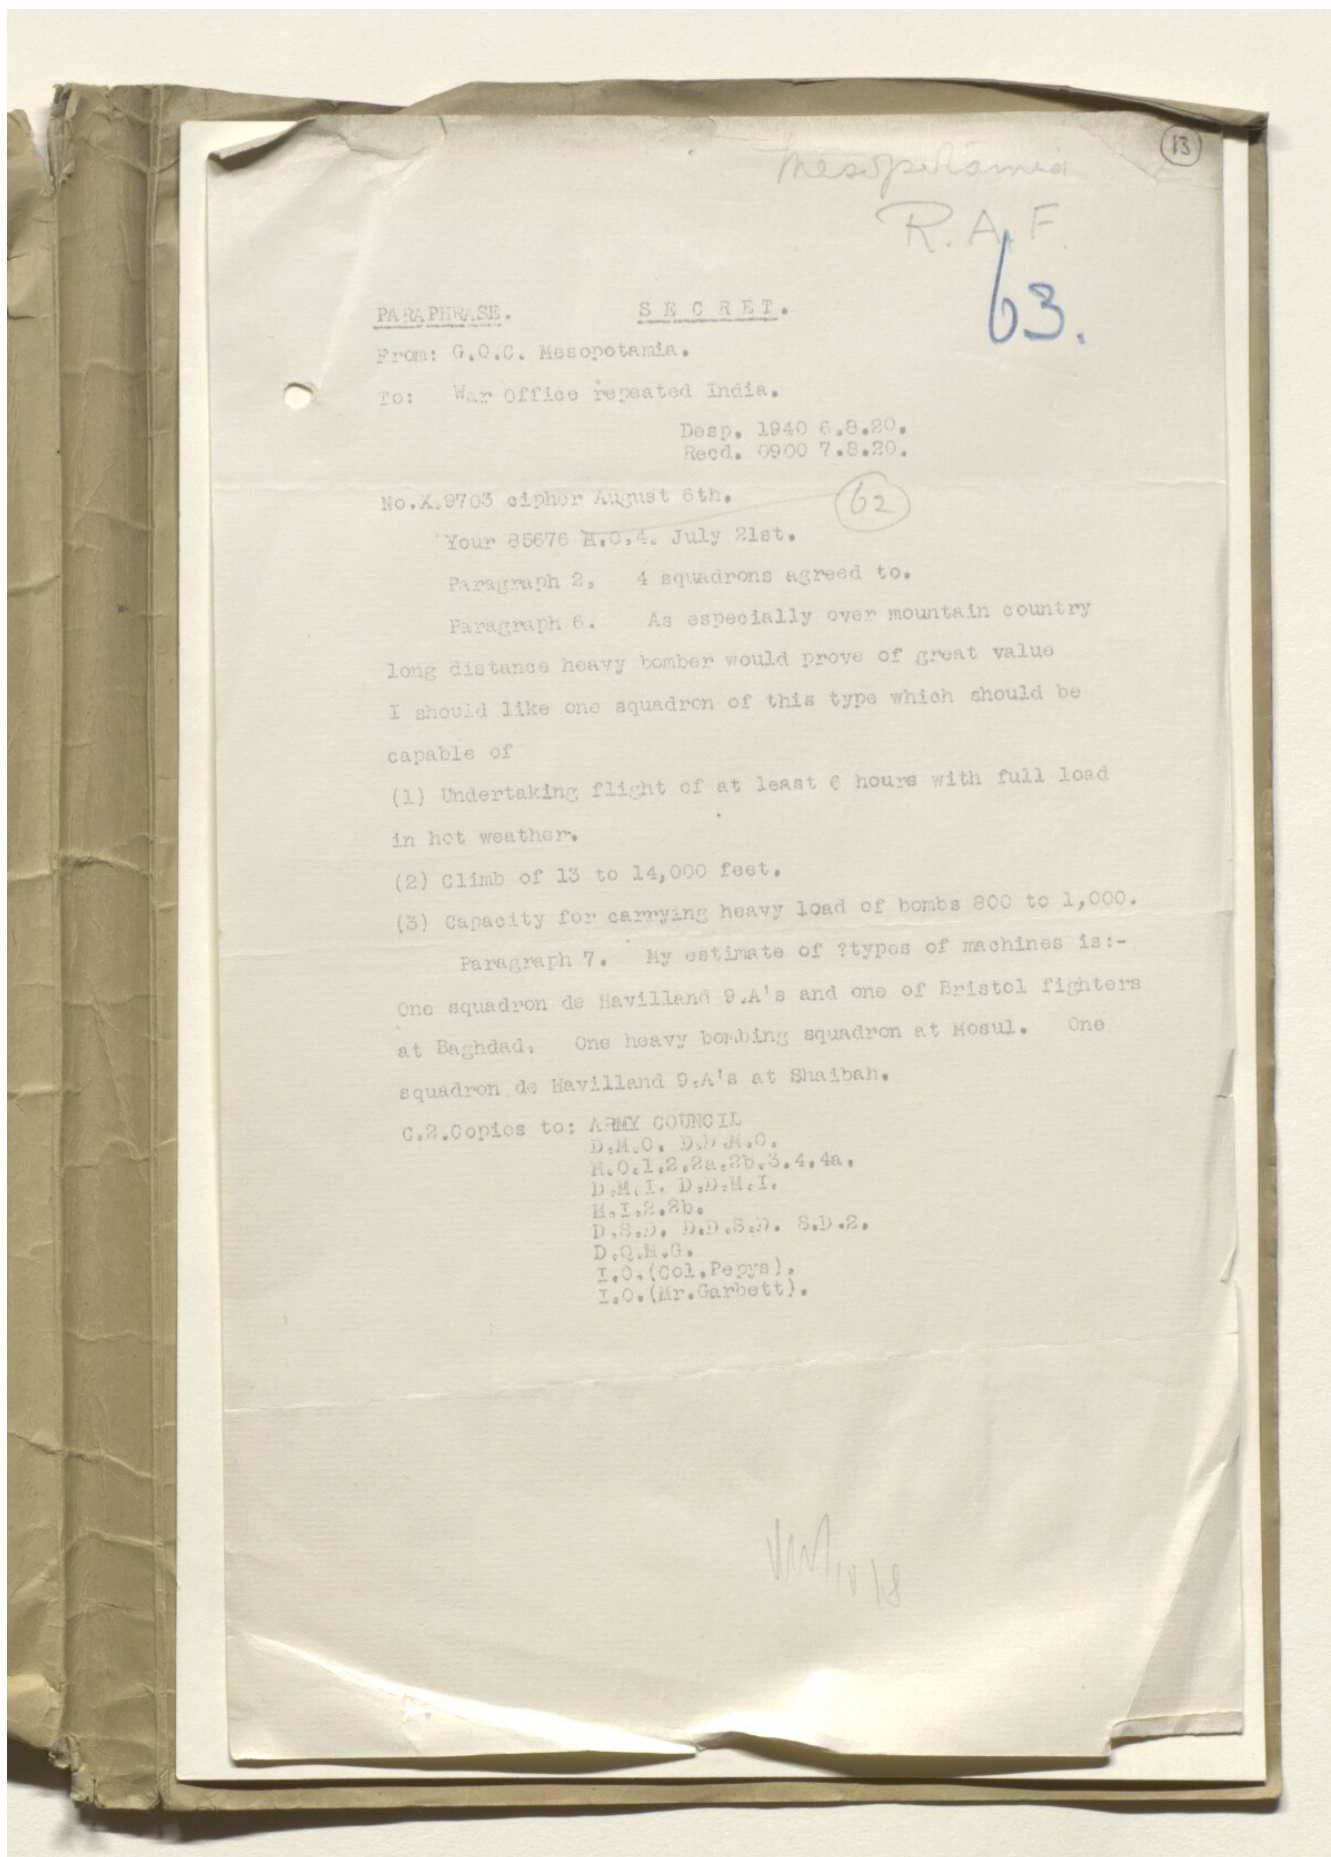 13
Mesopotamia
R.A.F.
63.
PARAPHRASE. SECRET.
From: G.O.C. Mesopotamia.
To: War Office repeated India.
Desp. 1940 6.8.20.
Recd. 0900 7.8.20.
No.X.9703 cipher August 6th.
62
Your 85676 M.O.4. July 21st.
Paragraph 2. 4 squadrons agreed to.
Paragraph 6. As especially over mountain country
long distance heavy bomber would prove of great value
I should like one squadron of this type which should be
capable of
(1) Undertaking flight of at least 6 hours with full load
in hot weather.
(2) Climb of 13 to 14,000 feet.
(3) Capacity for carrying heavy load of bombs 800 to 1,000.
Paragraph 7. My estimate of ?types of machines is:-
One squadron de Havilland 9.A's and one of Bristol fighters
at Baghdad. One heavy bombing squadron at Mosul. One
squadron de Havilland 9.A's at Shaibah.
C.2.Copies to: ARMY COUNCIL
D.M.O. D.D.M.O.
M.O.1.2.2a.2b.3.4.4a.
D.M.I. D.D.M.I.
M.I.2.2b.
D.S.D. D.D.S.D. S.D.2.
D.Q.M.G.
I.O.(Col.Pepys).
I.O.(Mr.Garbett).
10/8